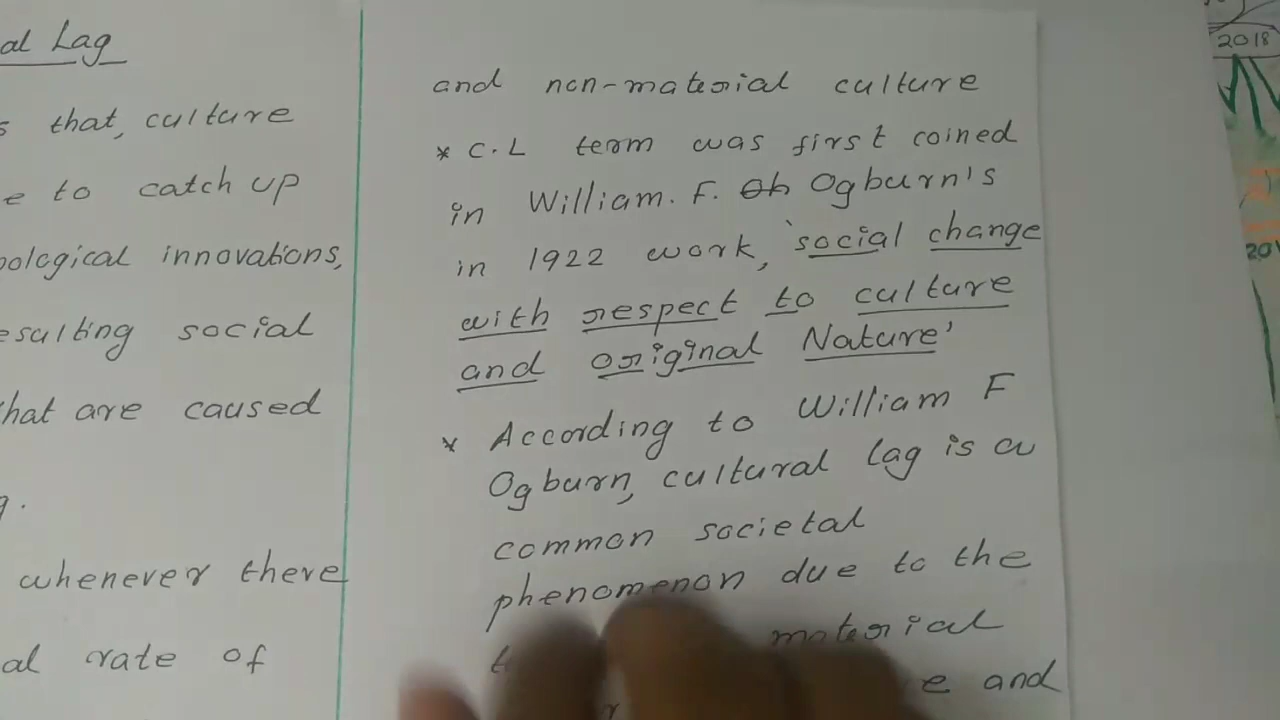 al Lag
s that, culture
e to catch up
ological innovations,
esulting social
that are caused
g.
whenever there
al rate of
and non-material culture
* C.L term was first coined
in William. F. Ogburn's
in 1922 work, 'social change
with respect to culture
and original Nature'
* According to William F
Ogburn, cultural lag is a
common societal
phenomenon due to the
t material
e and
2018